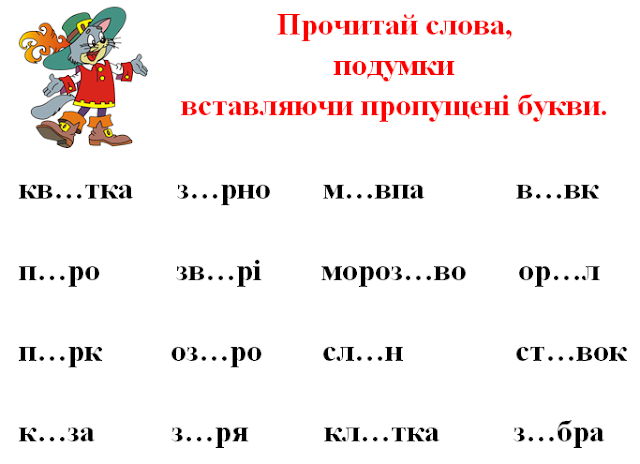 Прочитай слова,
подумки
вставляючи пропущені букви.
кв…тка з…рно м…впа в…вк
п…ро зв…рі мороз…во ор…л
п…рк оз…ро сл…н ст…вок
к…за з…ря кл…тка з…бра